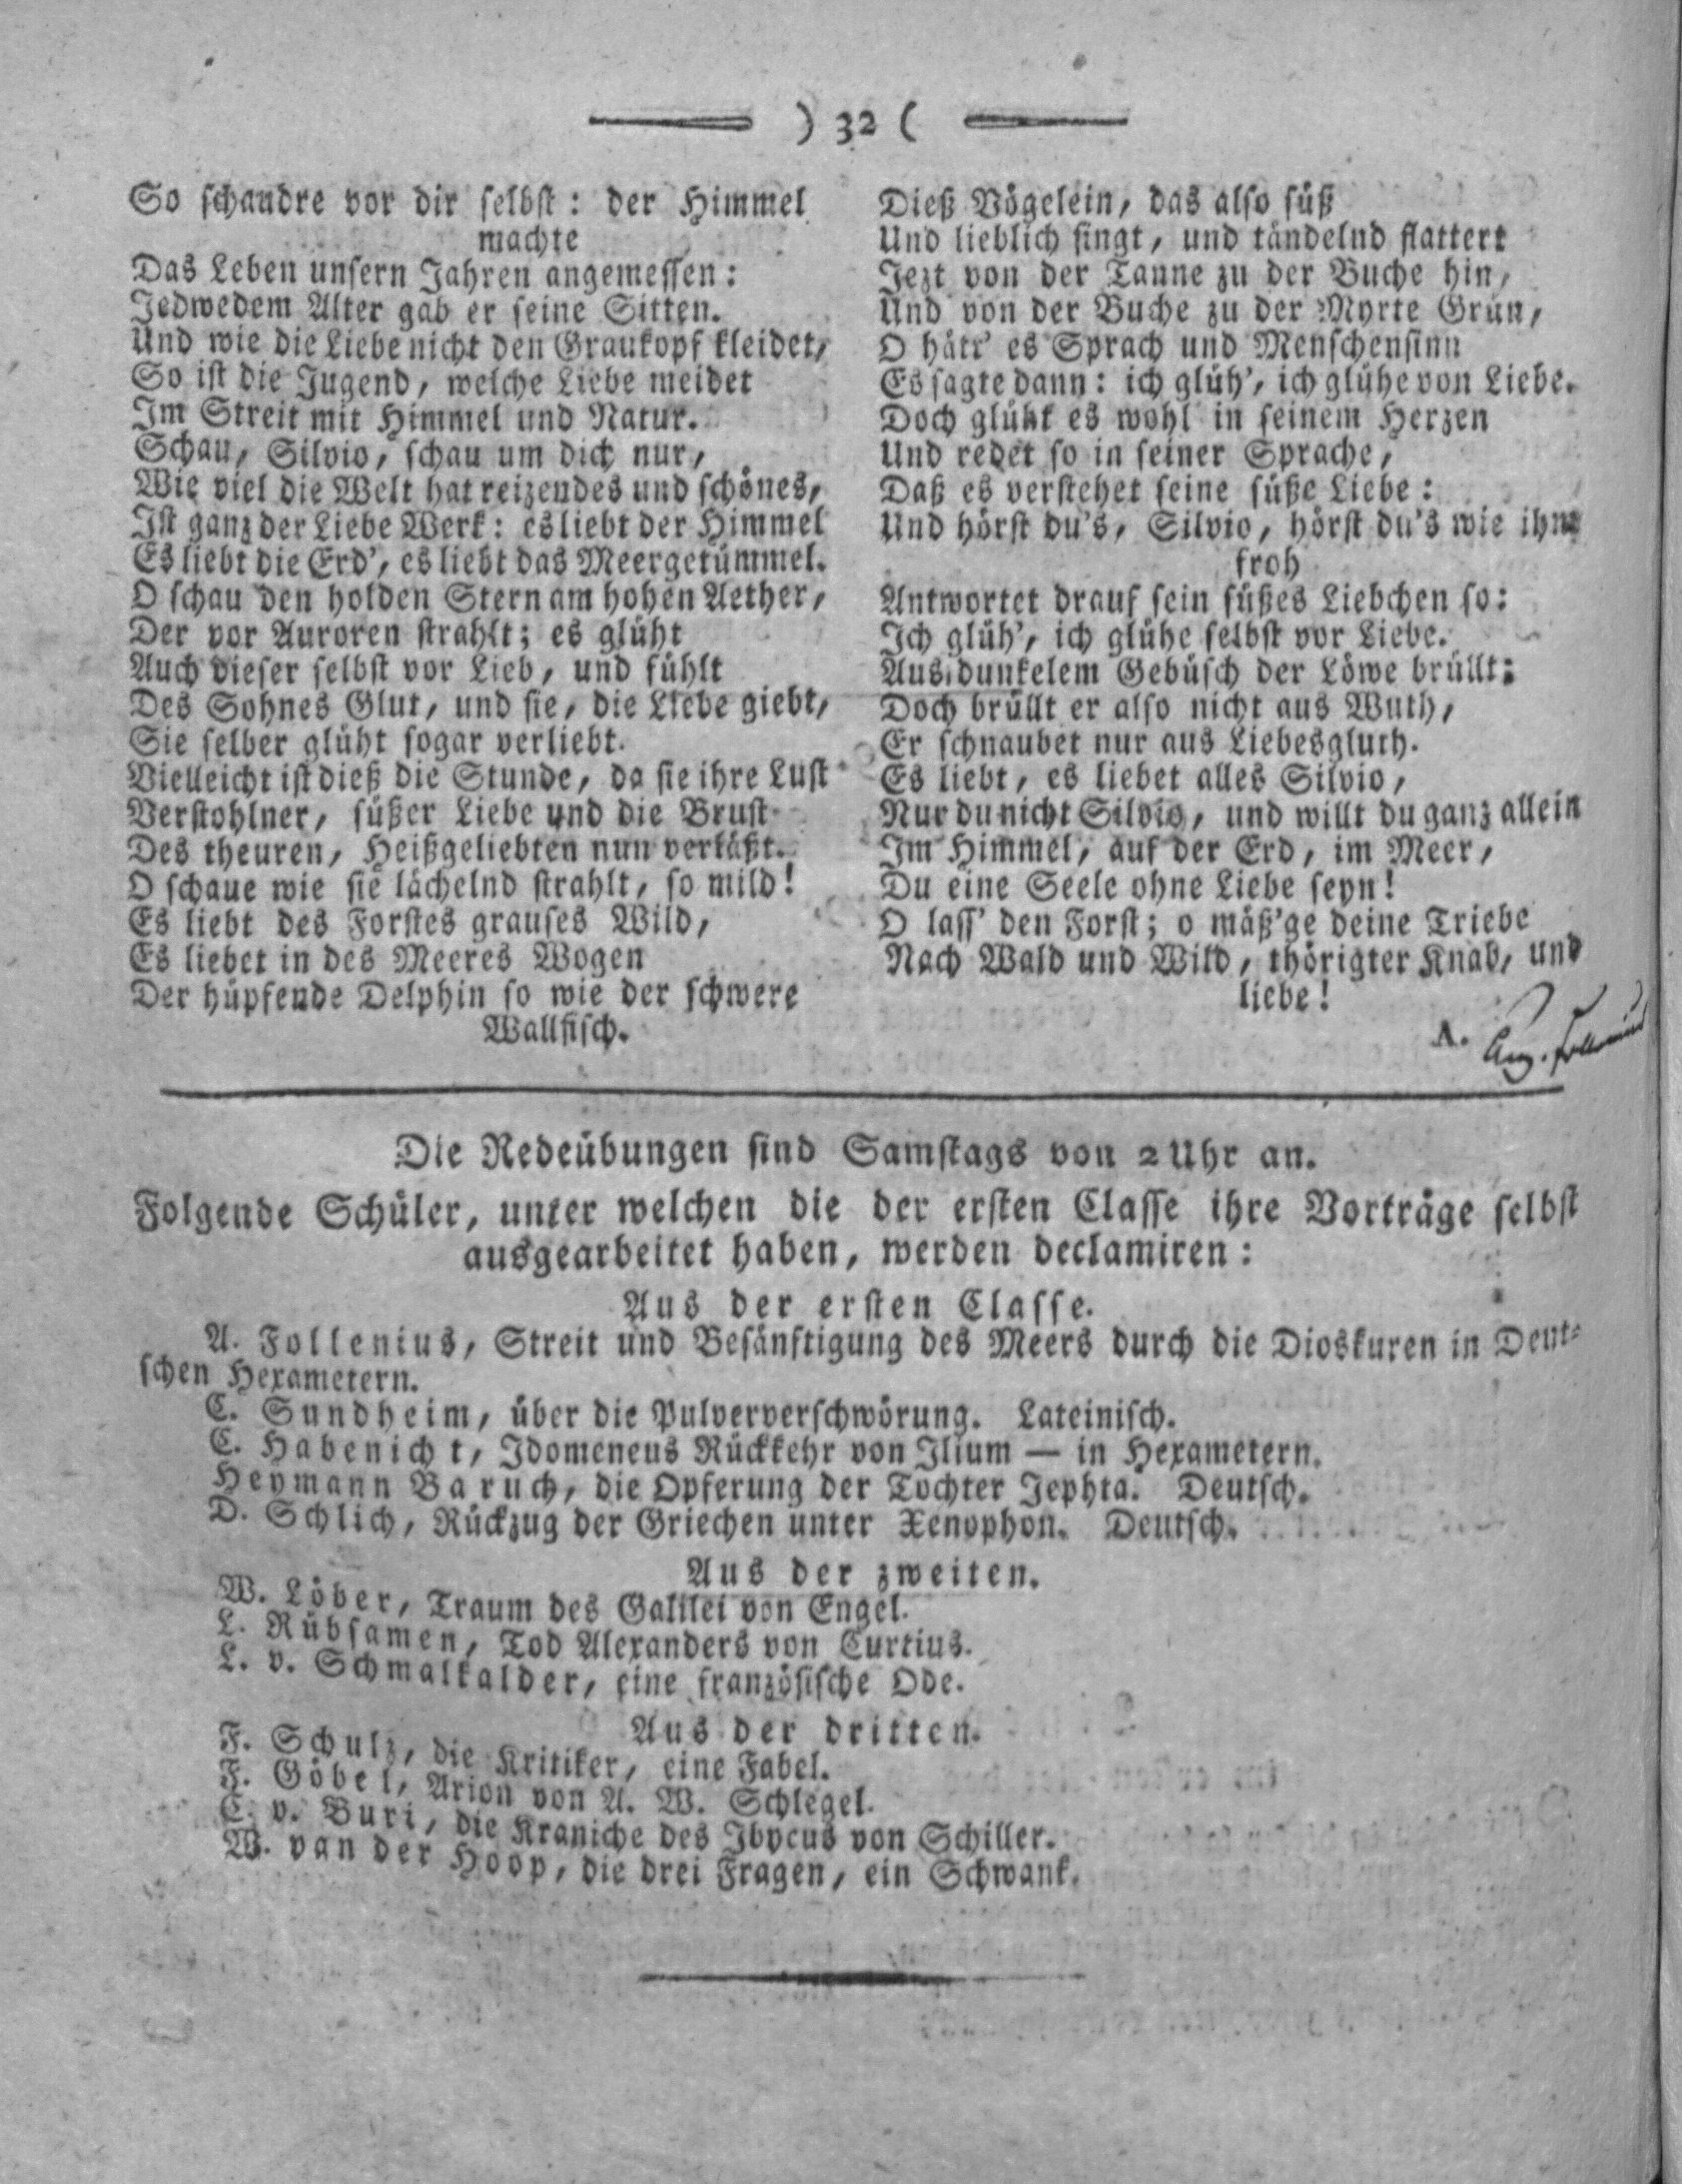 ) 32 (
So schaudre vor dir selbst: der Himmel
machte
Das Leben unsern Jahren angemessen:
Jedwedem Alter gab er seine Sitten.
Und wie die Liebe nicht den Graukopf kleidet,
So ist die Jugend, welche Liebe meidet
Im Streit mit Himmel und Natur.
Schau, Silvio, schau um dich nur,
Wie viel die Welt hat reizendes und schönes,
Ist ganz der Liebe Werk: es liebt der Himmel
Es liebt die Erd', es liebt das Meergetümmel.
O schau den holden Stern am hohen Aether,
Der vor Auroren strahlt; es glüht
Auch dieser selbst vor Lieb, und fühlt
Des Sohnes Glut, und sie, die Liebe giebt,
Sie selber glüht sogar verliebt.
Vielleicht ist dieß die Stunde, da sie ihre Lust
Verstohlner, süßer Liebe und die Brust
Des theuren, Heißgeliebten nun verläßt.
O schaue wie sie lächelnd strahlt, so mild!
Es liebt des Forstes grauses Wild,
Es liebet in des Meeres Wogen
Der hüpfende Delphin so wie der schwere
Wallfisch.
Dieß Vögelein, das also süß
Und lieblich singt, und tändelnd flattert
Jezt von der Tanne zu der Buche hin,
Und von der Buche zu der Myrte Grün,
O hätt' es Sprach und Menschensinn
Es sagte dann: ich glüh', ich glühe von Liebe.
Doch glüht es wohl in seinem Herzen
Und redet so in seiner Sprache,
Daß es verstehet seine süße Liebe:
Und hörst du's, Silvio, hörst du's wie ihm
froh
Antwortet drauf sein süßes Liebchen so:
Ich glüh', ich glühe selbst vor Liebe.
Aus dunkelem Gebüsch der Löwe brüllt;
Doch brüllt er also nicht aus Wuth,
Er schnaubet nur aus Liebesgluth.
Es liebt, es liebet alles Silvio,
Nur du nicht Silvio, und willt du ganz allein
Im Himmel, auf der Erd, im Meer,
Du eine Seele ohne Liebe seyn!
O lass' den Forst; o mäß'ge deine Triebe
Nach Wald und Wild, thörigter Knab, und
liebe!
A. Aug. Follenius
Die Redeübungen sind Samstags von 2 Uhr an.
Folgende Schüler, unter welchen die der ersten Classe ihre Vorträge selbst
ausgearbeitet haben, werden declamiren:
Aus der ersten Classe.
A. Follenius, Streit und Besänftigung des Meers durch die Dioskuren in Deut-
schen Hexametern.
C. Sundheim, über die Pulververschwörung. Lateinisch.
C. Habenicht, Idomeneus Rückkehr von Ilium — in Hexametern.
Heymann Baruch, die Opferung der Tochter Jephta. Deutsch.
D. Schlich, Rückzug der Griechen unter Xenophon. Deutsch.
Aus der zweiten.
W. Löber, Traum des Galilei von Engel.
L. Rübsamen, Tod Alexanders von Curtius.
L. v. Schmalkalder, eine französische Ode.
Aus der dritten.
F. Schulz, die Kritiker, eine Fabel.
F. Göbel, Arion von A. W. Schlegel.
C. v. Buri, die Kraniche des Ibycus von Schiller.
W. van der Hoop, die drei Fragen, ein Schwank.